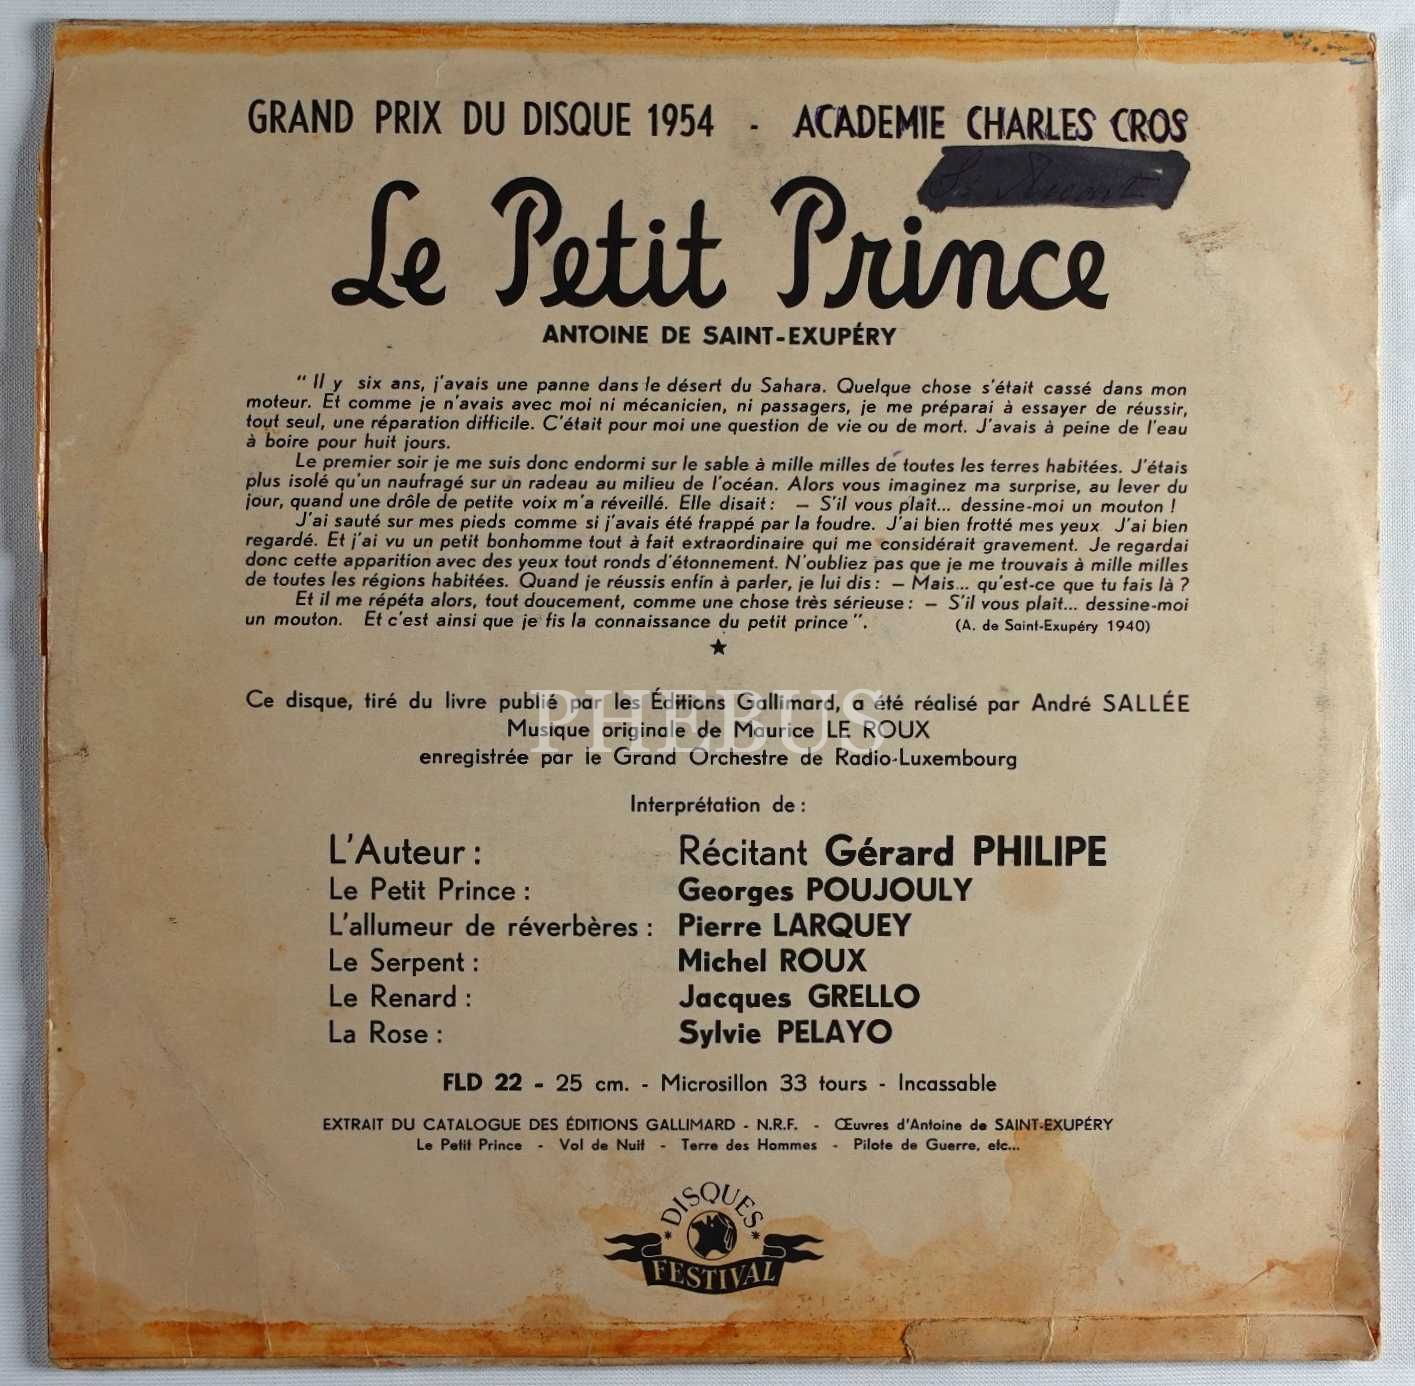 GRAND PRIX DU DISQUE 1954 - ACADEMIE CHARLES CROS
Le Petit Prince
ANTOINE DE SAINT-EXUPÉRY
" Il y six ans, j'avais une panne dans le désert du Sahara. Quelque chose s'était cassé dans mon
moteur. Et comme je n'avais avec moi ni mécanicien, ni passagers, je me préparai à essayer de réussir,
tout seul, une réparation difficile. C'était pour moi une question de vie ou de mort. J'avais à peine de l'eau
à boire pour huit jours.
Le premier soir je me suis donc endormi sur le sable à mille milles de toutes les terres habitées. J'étais
plus isolé qu'un naufragé sur un radeau au milieu de l'océan. Alors vous imaginez ma surprise, au lever du
jour, quand une drôle de petite voix m'a réveillé. Elle disait : — S'il vous plaît... dessine-moi un mouton !
J'ai sauté sur mes pieds comme si j'avais été frappé par la foudre. J'ai bien frotté mes yeux J'ai bien
regardé. Et j'ai vu un petit bonhomme tout à fait extraordinaire qui me considérait gravement. Je regardai
donc cette apparition avec des yeux tout ronds d'étonnement. N'oubliez pas que je me trouvais à mille milles
de toutes les régions habitées. Quand je réussis enfin à parler, je lui dis : — Mais... qu'est-ce que tu fais là ?
Et il me répéta alors, tout doucement, comme une chose très sérieuse : — S'il vous plaît... dessine-moi
un mouton. Et c'est ainsi que je fis la connaissance du petit prince ". (A. de Saint-Exupéry 1940)
★
Ce disque, tiré du livre publié par les Éditions Gallimard, a été réalisé par André SALLÉE
Musique originale de Maurice LE ROUX
PHEBUS
enregistrée par le Grand Orchestre de Radio-Luxembourg
Interprétation de :
L'Auteur : Récitant Gérard PHILIPE
Le Petit Prince : Georges POUJOULY
L'allumeur de réverbères : Pierre LARQUEY
Le Serpent : Michel ROUX
Le Renard : Jacques GRELLO
La Rose : Sylvie PELAYO
FLD 22 - 25 cm. - Microsillon 33 tours - Incassable
EXTRAIT DU CATALOGUE DES ÉDITIONS GALLIMARD - N.R.F. - Œuvres d'Antoine de SAINT-EXUPÉRY
Le Petit Prince - Vol de Nuit - Terre des Hommes - Pilote de Guerre, etc...
* DISQUES *
FESTIVAL